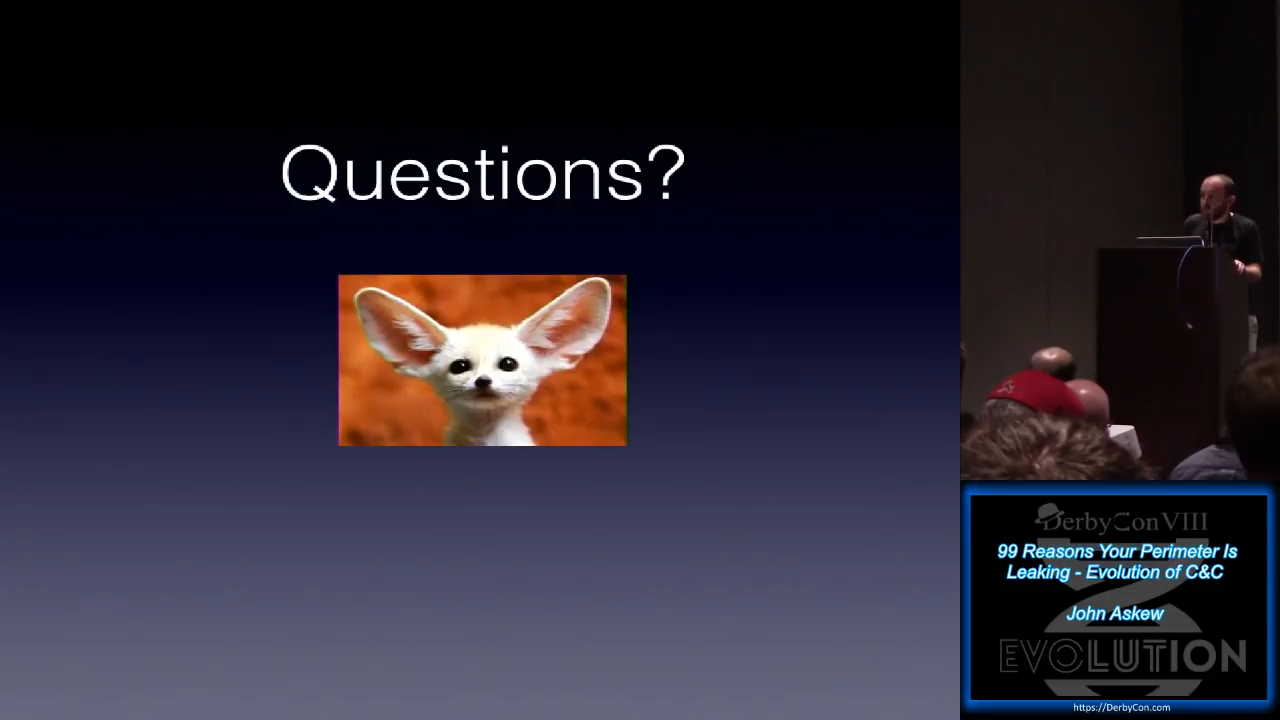 Questions?
DerbyCon VIII
99 Reasons Your Perimeter Is
Leaking - Evolution of C&C
John Askew
EVOLUTION
https://DerbyCon.com